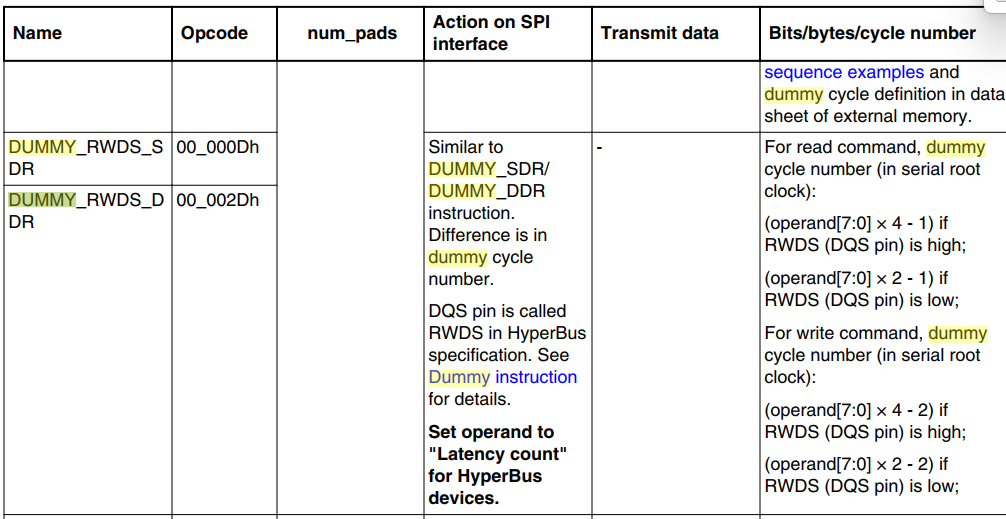 Name
Opcode
num_pads
Action on SPI
interface
Transmit data
Bits/bytes/cycle number
sequence examples and
dummy cycle definition in data
sheet of external memory.
DUMMY_RWDS_S
DR
00_000Dh
DUMMY_RWDS_D
DR
00_002Dh
Similar to
DUMMY_SDR/
DUMMY_DDR
instruction.
Difference is in
dummy cycle
number.
DQS pin is called
RWDS in HyperBus
specification. See
Dummy instruction
for details.
Set operand to
"Latency count"
for HyperBus
devices.
-
For read command, dummy
cycle number (in serial root
clock):
(operand[7:0] × 4 - 1) if
RWDS (DQS pin) is high;
(operand[7:0] × 2 - 1) if
RWDS (DQS pin) is low;
For write command, dummy
cycle number (in serial root
clock):
(operand[7:0] × 4 - 2) if
RWDS (DQS pin) is high;
(operand[7:0] × 2 - 2) if
RWDS (DQS pin) is low;